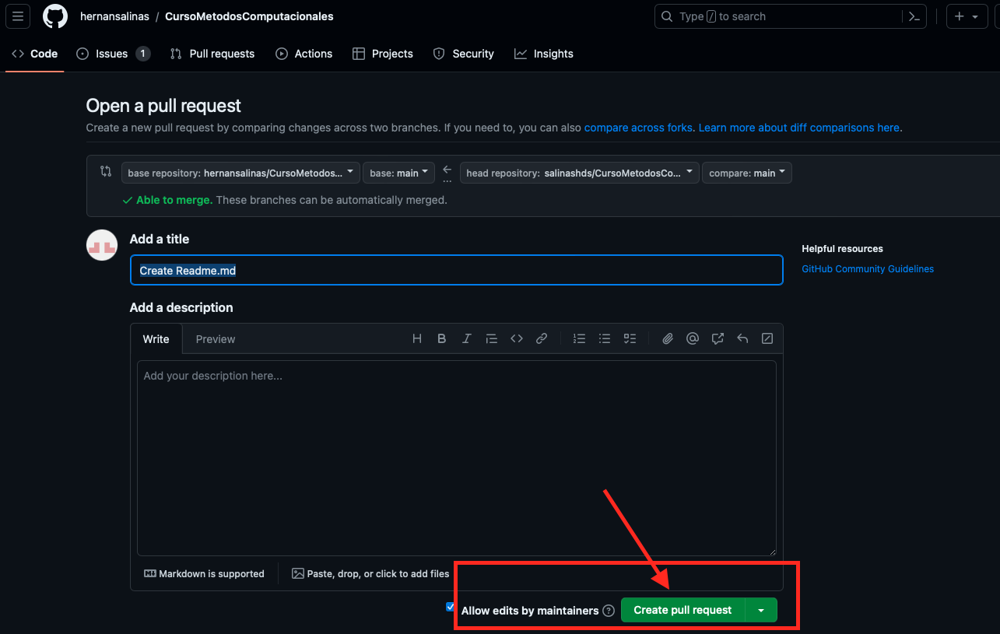 hernansalinas / CursoMetodosComputacionales
Type / to search
Code Issues 1 Pull requests Actions Projects Security Insights
Open a pull request
Create a new pull request by comparing changes across two branches. If you need to, you can also compare across forks. Learn more about diff comparisons here.
base repository: hernansalinas/CursoMetodos... base: main ... head repository: salinashds/CursoMetodosCo... compare: main
Able to merge. These branches can be automatically merged.
Add a title
Helpful resources
Create Readme.md
GitHub Community Guidelines
Add a description
Write Preview
Add your description here...
Markdown is supported
Paste, drop, or click to add files
Allow edits by maintainers ? Create pull request